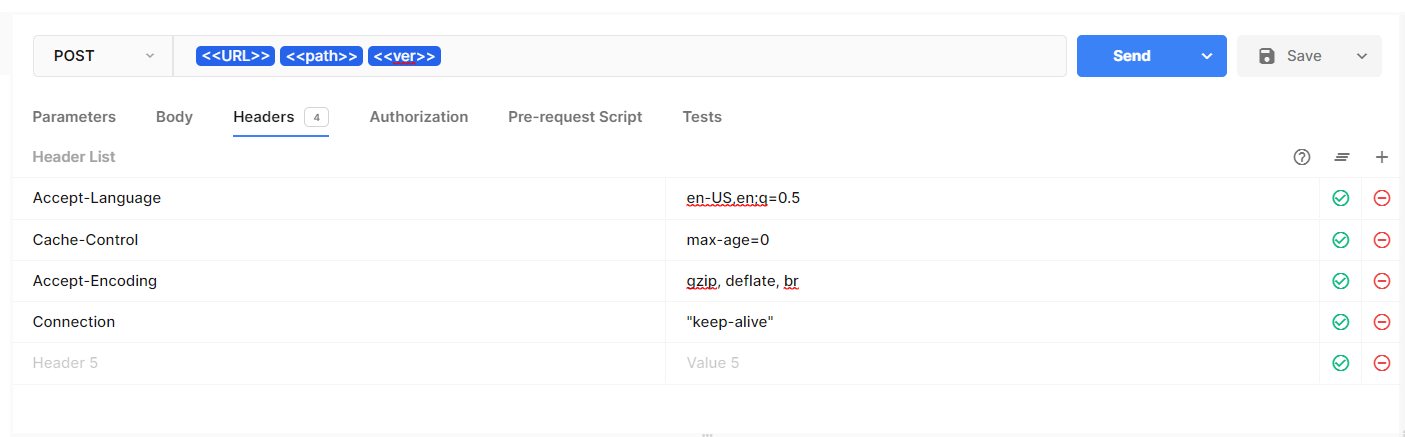 POST <<URL>> <<path>> <<ver>> Send Save
Parameters Body Headers 4 Authorization Pre-request Script Tests
Header List
Accept-Language en-US,en;q=0.5
Cache-Control max-age=0
Accept-Encoding gzip, deflate, br
Connection "keep-alive"
Header 5 Value 5